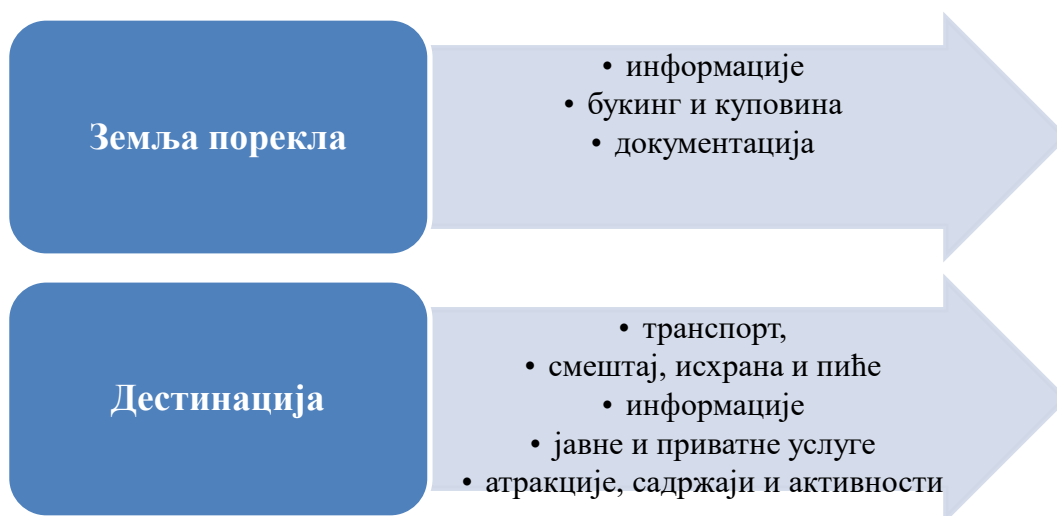 Земља порекла
• информације
• букинг и куповина
• документација
Дестинација
• транспорт,
• смештај, исхрана и пиће
• информације
• јавне и приватне услуге
• атракције, садржаји и активности